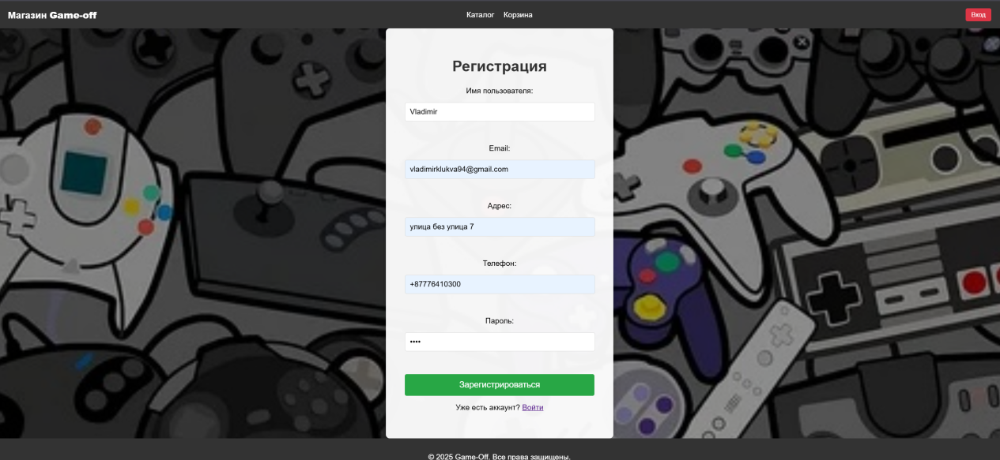 Магазин Game-off
Каталог Корзина
Вход
Регистрация
Имя пользователя:
Vladimir
Email:
vladimirklukva94@gmail.com
Адрес:
улица без улица 7
Телефон:
+87776410300
Пароль:
••••
Зарегистрироваться
Уже есть аккаунт? Войти
© 2025 Game-Off. Все права защищены.